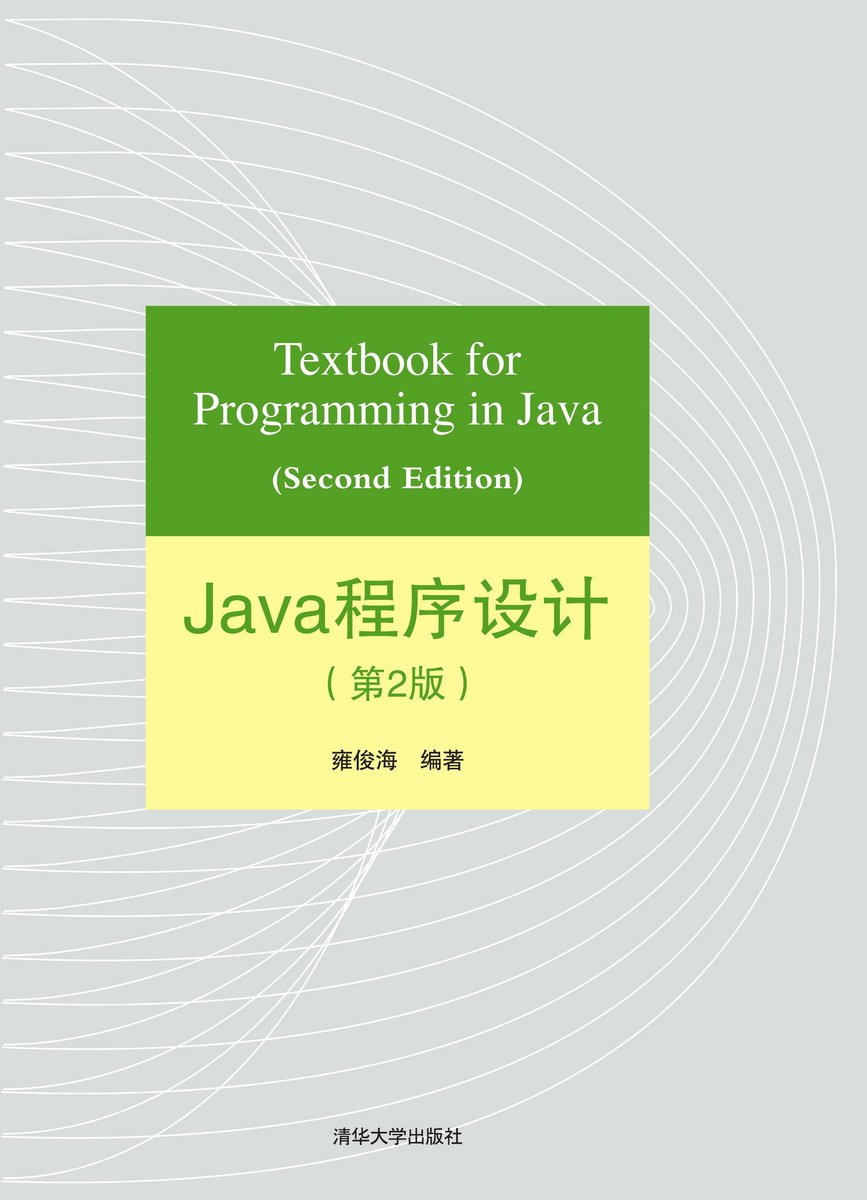 Textbook for
Programming in Java
(Second Edition)
Java程序设计
（第2版）
雍俊海 编著
清华大学出版社